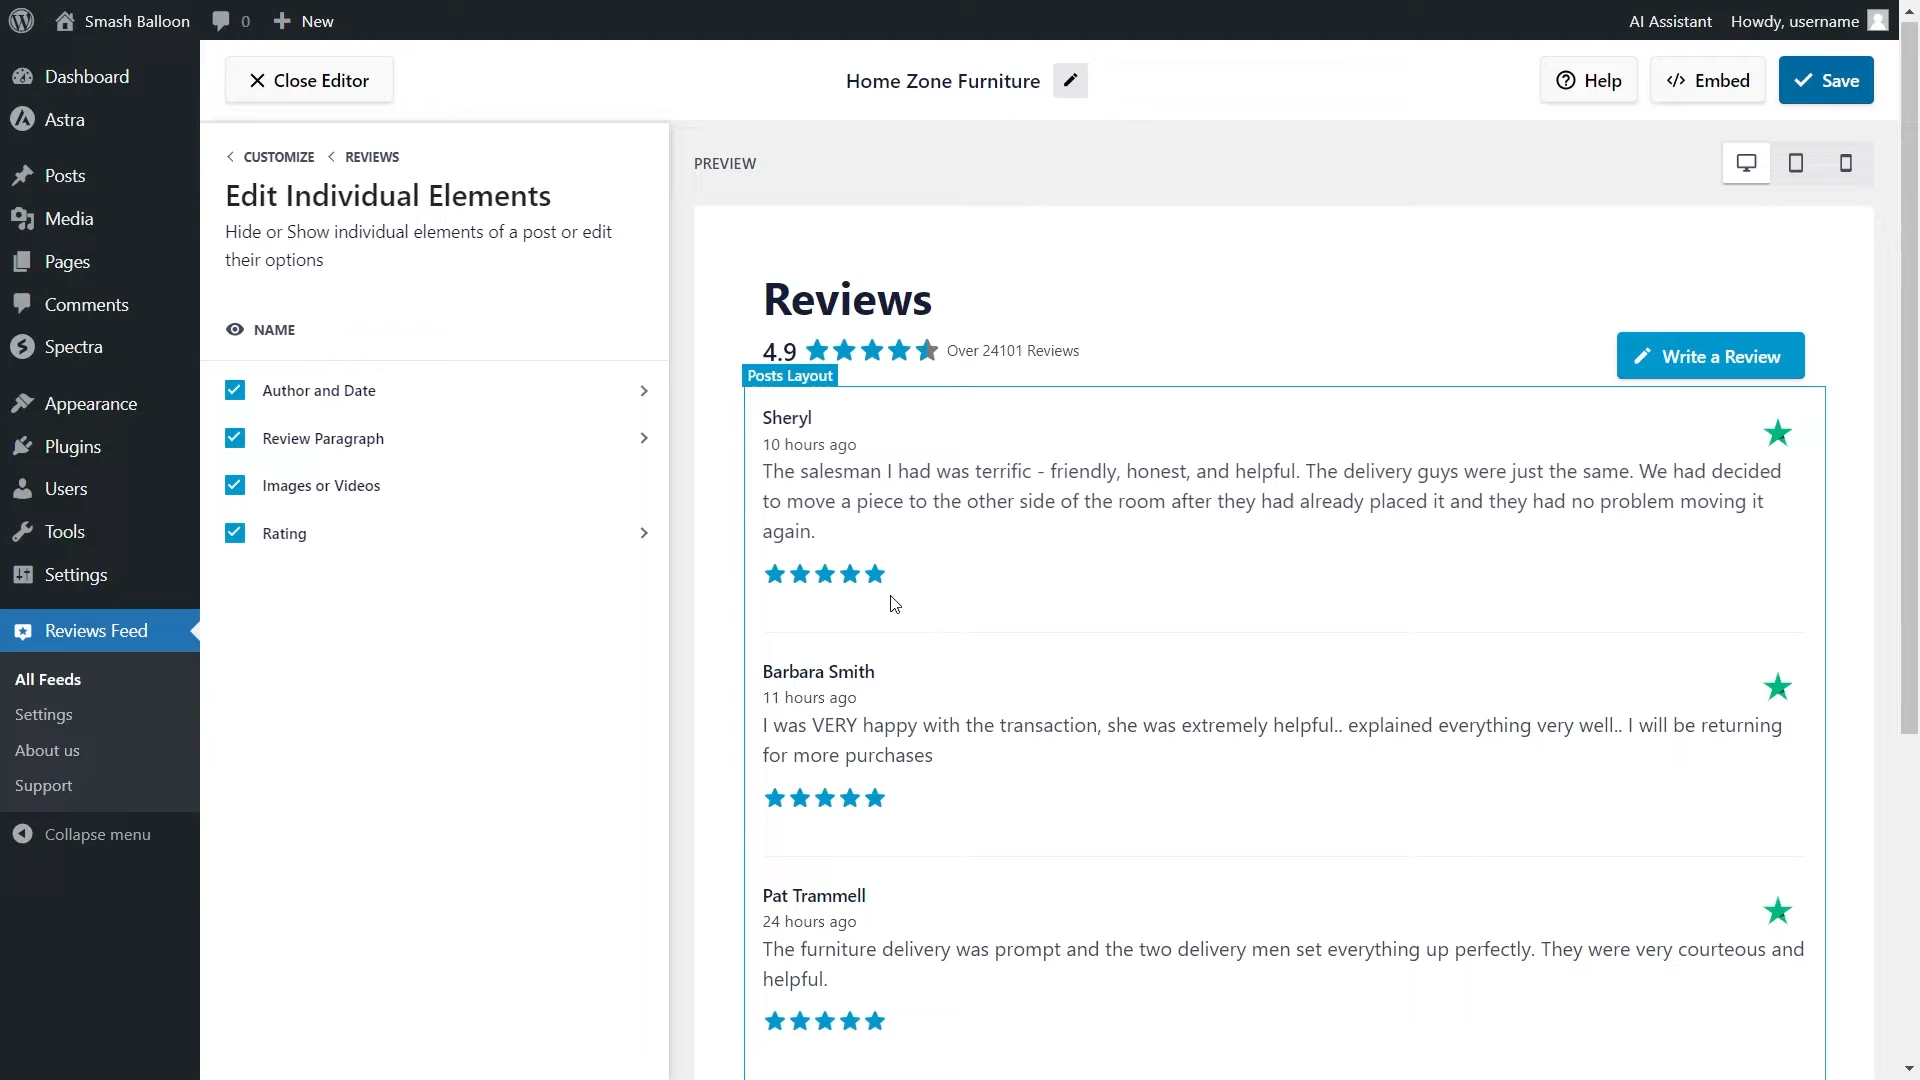 Smash Balloon 0 New AI Assistant Howdy, username
Dashboard
Astra
Posts
Media
Pages
Comments
Spectra
Appearance
Plugins
Users
Tools
Settings
Reviews Feed
All Feeds
Settings
About us
Support
Collapse menu
Close Editor
Home Zone Furniture
Help
Embed
Save
CUSTOMIZE REVIEWS
Edit Individual Elements
Hide or Show individual elements of a post or edit
their options
NAME
Author and Date
Review Paragraph
Images or Videos
Rating
PREVIEW
Reviews
4.9 Over 24101 Reviews
Write a Review
Posts Layout
Sheryl
10 hours ago
The salesman I had was terrific - friendly, honest, and helpful. The delivery guys were just the same. We had decided
to move a piece to the other side of the room after they had already placed it and they had no problem moving it
again.
Barbara Smith
11 hours ago
I was VERY happy with the transaction, she was extremely helpful.. explained everything very well.. I will be returning
for more purchases
Pat Trammell
24 hours ago
The furniture delivery was prompt and the two delivery men set everything up perfectly. They were very courteous and
helpful.